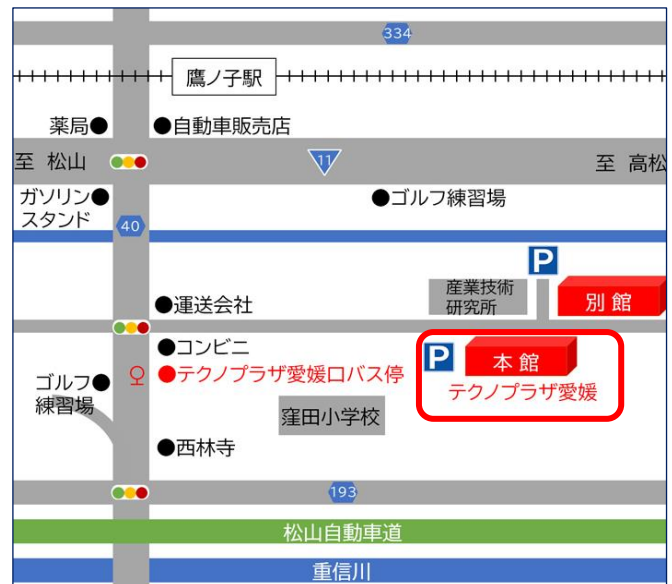 334
鷹ノ子駅
薬局●
●自動車販売店
至 松山
11
至 高松
ガソリン●
スタンド
●ゴルフ練習場
40
P
産業技術
研究所
別館
●運送会社
●コンビニ
P
本館
ゴルフ●
練習場
●テクノプラザ愛媛口バス停
テクノプラザ愛媛
窪田小学校
●西林寺
193
松山自動車道
重信川